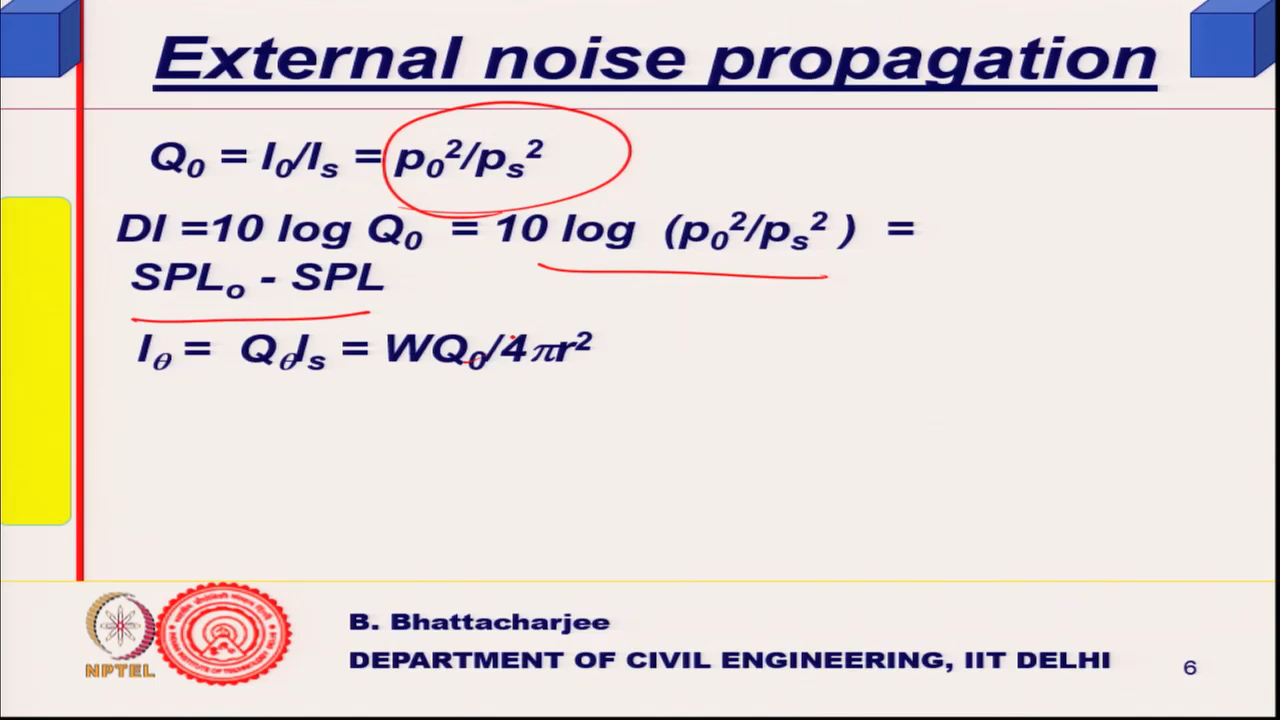 External noise propagation
Q₀ = I₀/Iₛ = p₀²/pₛ²
DI =10 log Q₀ = 10 log (p₀²/pₛ² ) =
SPLₒ - SPL
I_θ = Q_θIₛ = WQ₀/4πr²
NPTEL
B. Bhattacharjee
DEPARTMENT OF CIVIL ENGINEERING, IIT DELHI
6